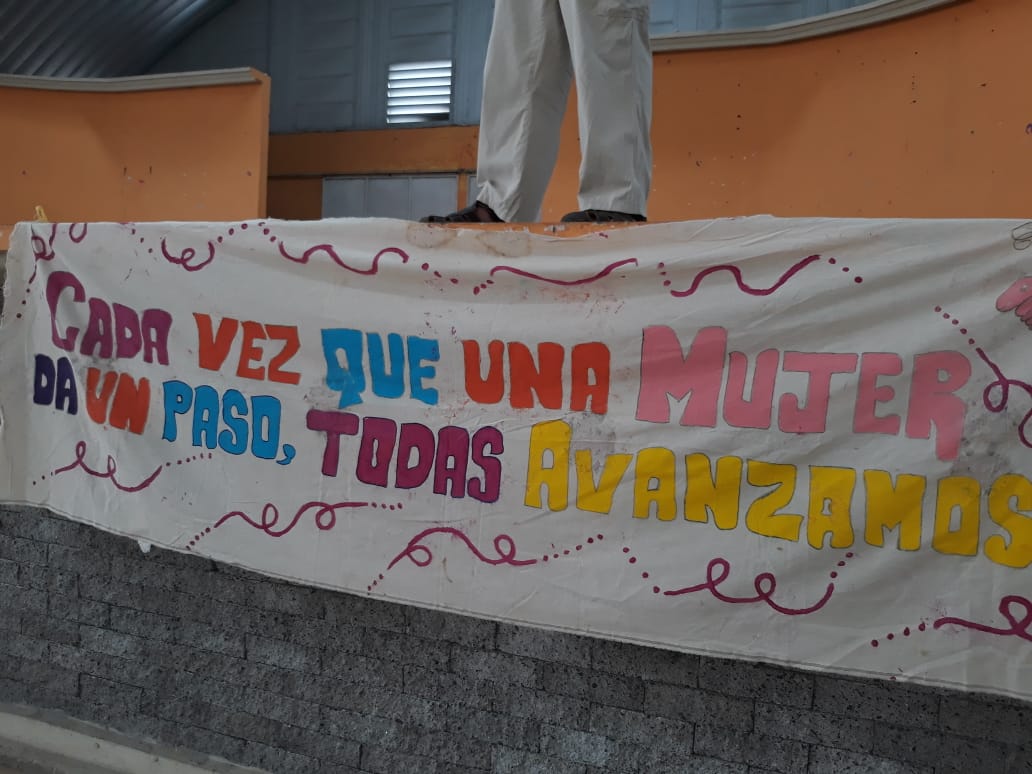 CADA VEZ QUE UNA MUJER
DA UN PASO, TODAS AVANZAMOS